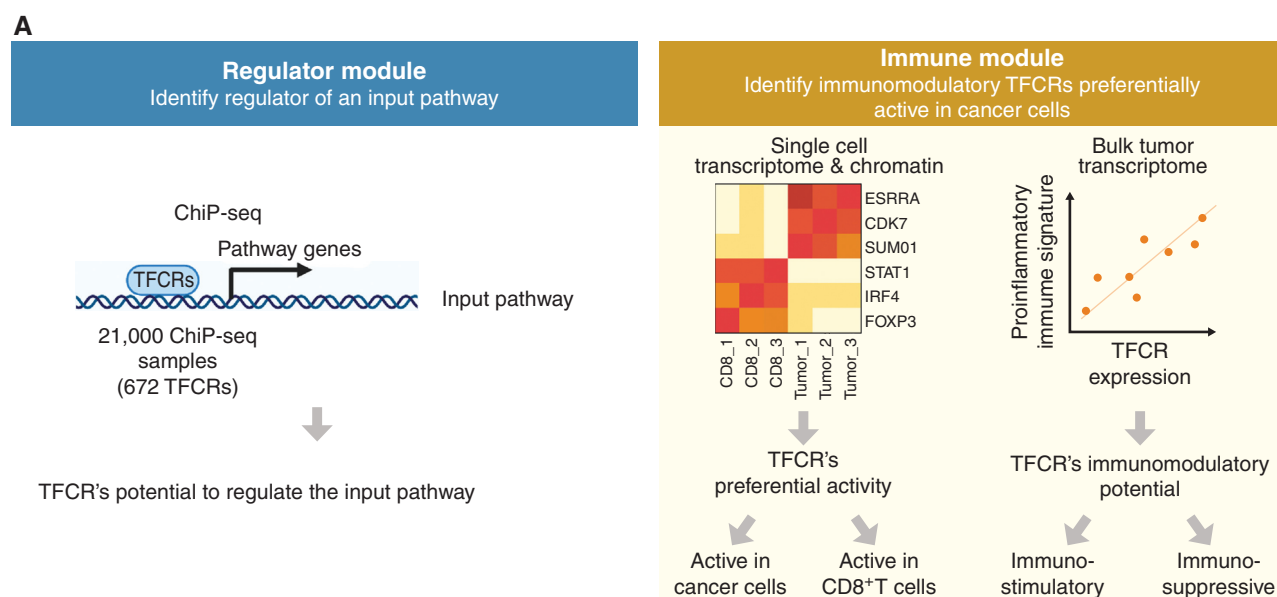 A
Regulator module
Identify regulator of an input pathway
ChiP-seq
Pathway genes
TFCRs
Input pathway
21,000 ChiP-seq
samples
(672 TFCRs)
TFCR's potential to regulate the input pathway
Immune module
Identify immunomodulatory TFCRs preferentially
active in cancer cells
Single cell
transcriptome & chromatin
ESRRA
CDK7
SUM01
STAT1
IRF4
FOXP3
CD8_1
CD8_2
CD8_3
Tumor_1
Tumor_2
Tumor_3
TFCR's
preferential activity
Active in
cancer cells
Active in
CD8⁺T cells
Bulk tumor
transcriptome
Proinflammatory
immume signature
TFCR
expression
TFCR's immunomodulatory
potential
Immuno-
stimulatory
Immuno-
suppressive